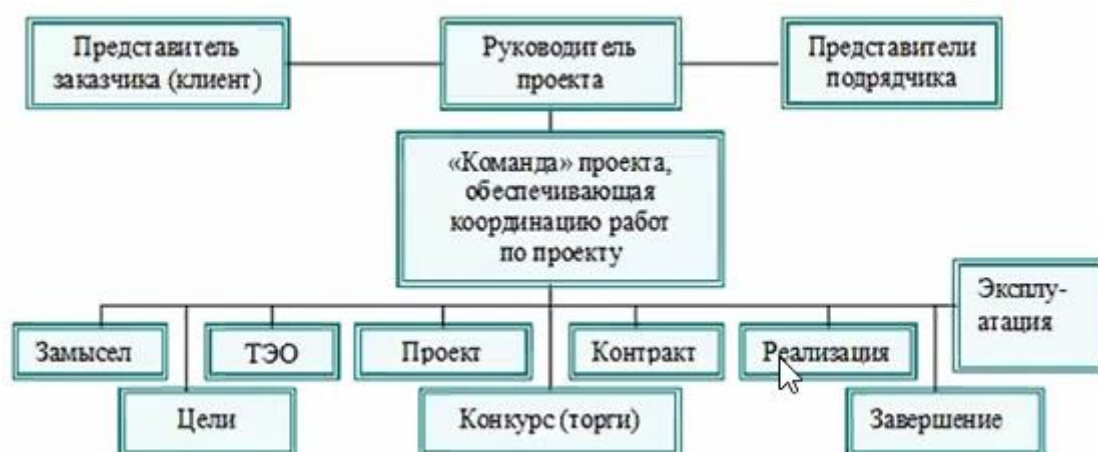 Представитель
заказчика (клиент)
Руководитель
проекта
Представители
подрядчика
«Команда» проекта,
обеспечивающая
координацию работ
по проекту
Эксплу-
атация
Замысел
ТЭО
Проект
Контракт
Реализация
Цели
Конкурс (торги)
Завершение